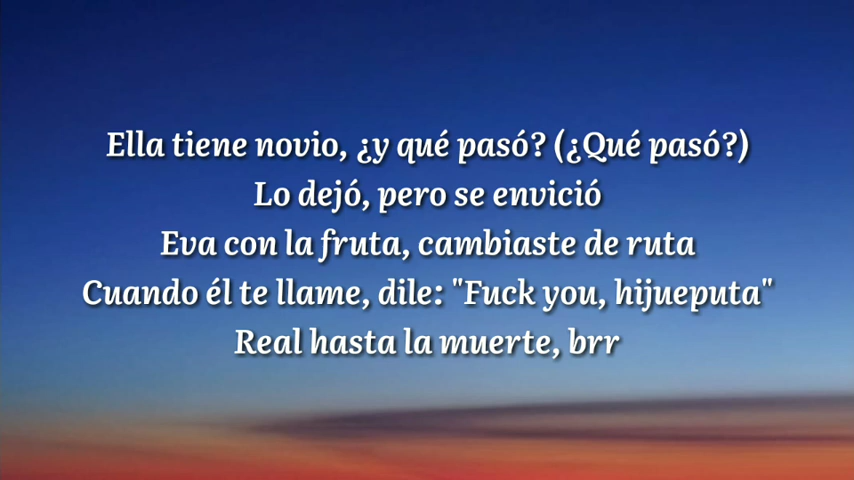 Ella tiene novio, ¿y qué pasó? (¿Qué pasó?)
Lo dejó, pero se envició
Eva con la fruta, cambiaste de ruta
Cuando él te llame, dile: "Fuck you, hijueputa"
Real hasta la muerte, brr